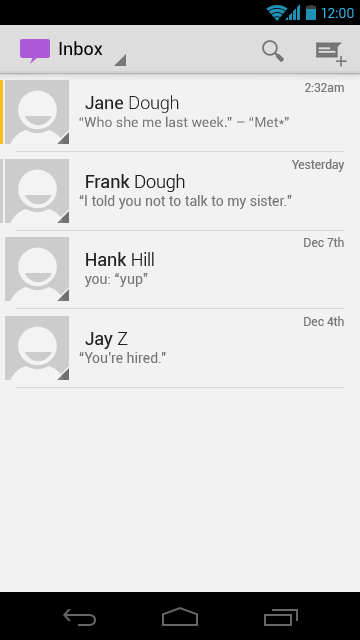 12:00
Inbox
2:32am
Jane Dough
“Who she me last week.” – “Met*”
Yesterday
Frank Dough
“I told you not to talk to my sister.”
Dec 7th
Hank Hill
you: “yup”
Dec 4th
Jay Z
“You’re hired.”